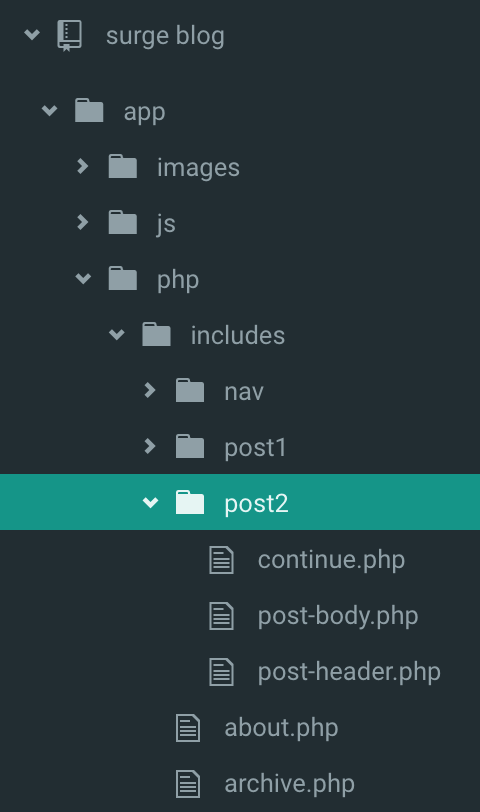 surge blog
app
images
js
php
includes
nav
post1
post2
continue.php
post-body.php
post-header.php
about.php
archive.php